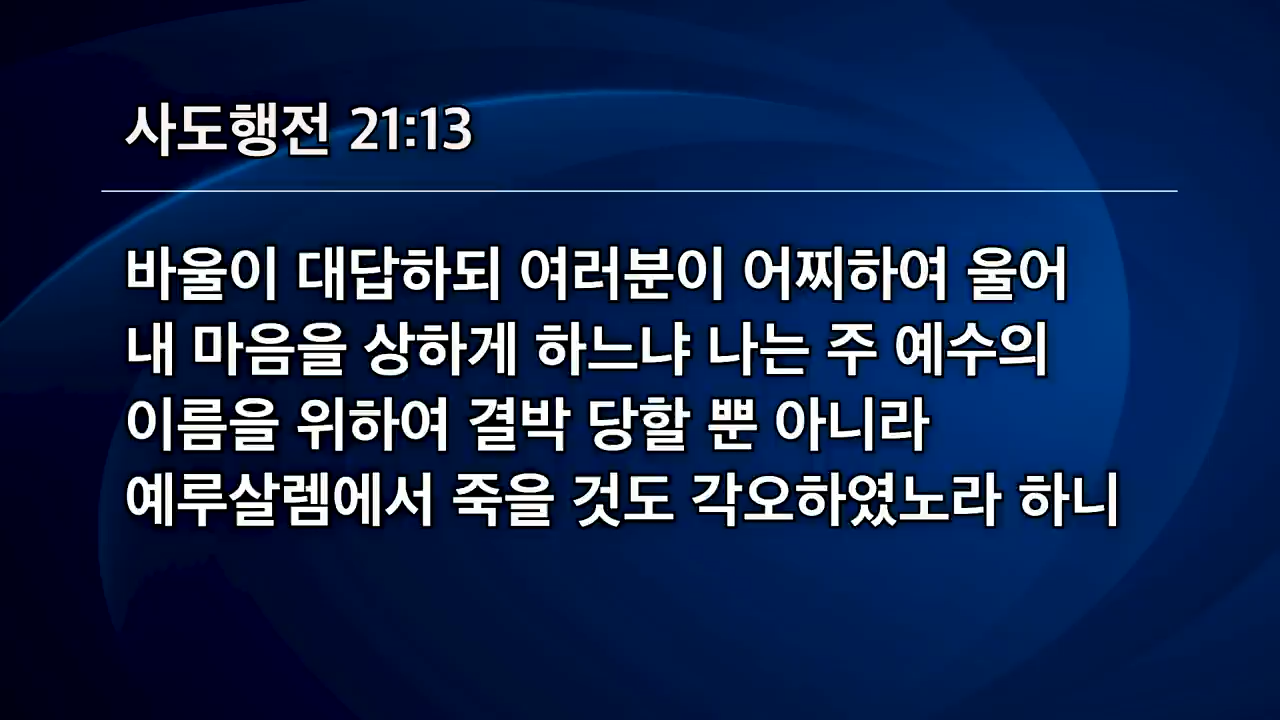 사도행전 21:13
바울이 대답하되 여러분이 어찌하여 울어
내 마음을 상하게 하느냐 나는 주 예수의
이름을 위하여 결박 당할 뿐 아니라
예루살렘에서 죽을 것도 각오하였노라 하니